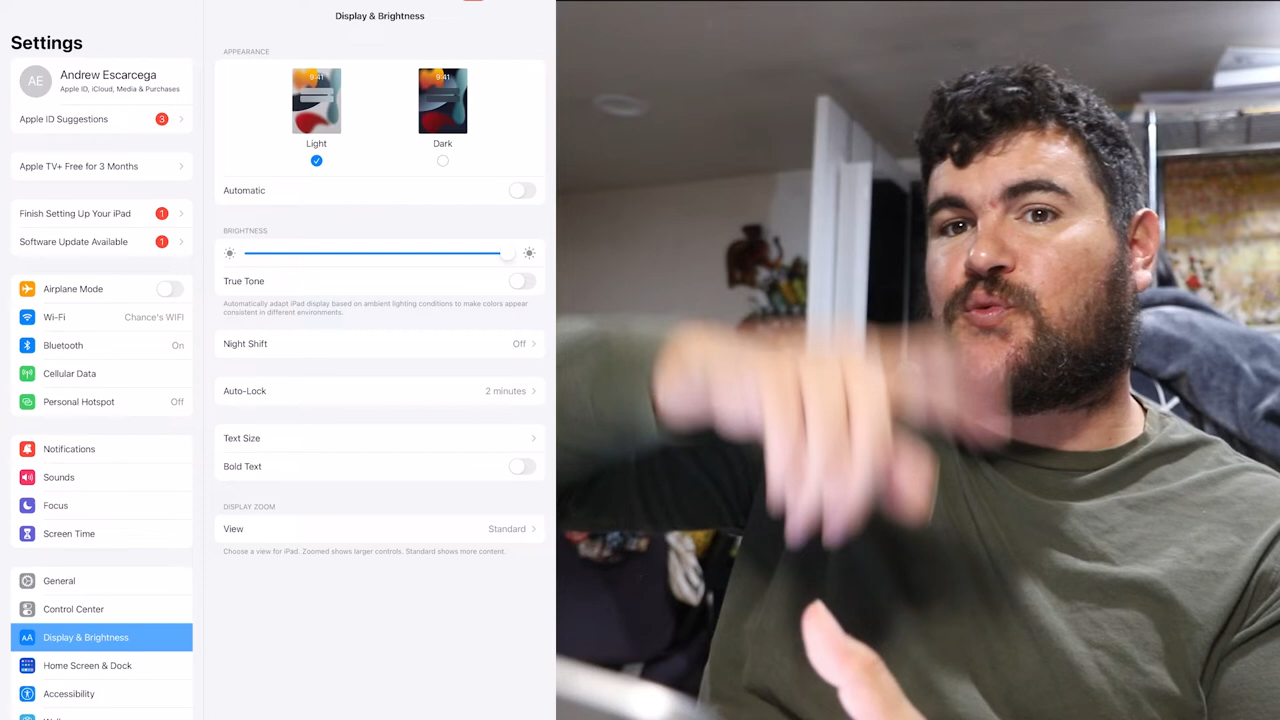 Settings
AE
Andrew Escarcega
Apple ID, iCloud, Media & Purchases
Apple ID Suggestions 3
Apple TV+ Free for 3 Months
Finish Setting Up Your iPad 1
Software Update Available 1
Airplane Mode
Wi-Fi Chance's WIFI
Bluetooth On
Cellular Data
Personal Hotspot Off
Notifications
Sounds
Focus
Screen Time
General
Control Center
AA Display & Brightness
Home Screen & Dock
Accessibility
Display & Brightness
APPEARANCE
9:41 9:41
Light Dark
Automatic
BRIGHTNESS
True Tone
Automatically adapt iPad display based on ambient lighting conditions to make colors appear
consistent in different environments.
Night Shift Off
Auto-Lock 2 minutes
Text Size
Bold Text
DISPLAY ZOOM
View Standard
Choose a view for iPad. Zoomed shows larger controls. Standard shows more content.